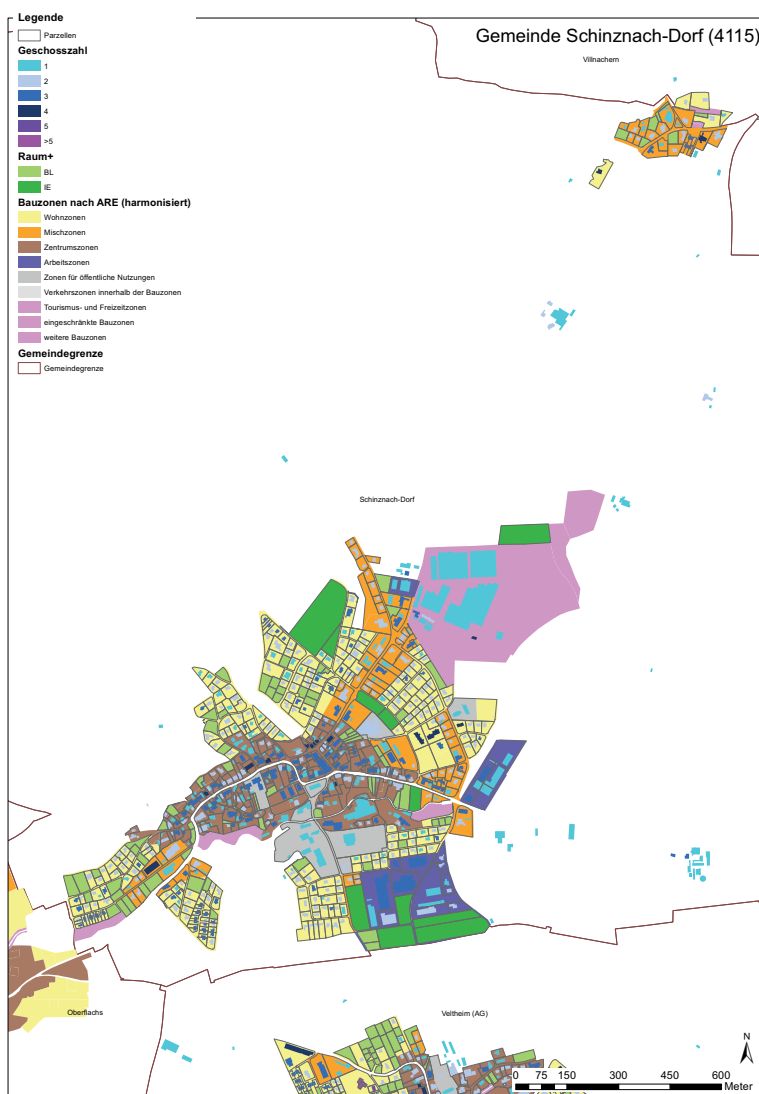 Legende
Parzellen
Geschosszahl
1
2
3
4
5
>5
Raum+
BL
IE
Bauzonen nach ARE (harmonisiert)
Wohnzonen
Mischzonen
Zentrumszonen
Arbeitszonen
Zonen für öffentliche Nutzungen
Verkehrszonen innerhalb der Bauzonen
Tourismus- und Freizeitzonen
eingeschränkte Bauzonen
weitere Bauzonen
Gemeindegrenze
Gemeindegrenze
Gemeinde Schinznach-Dorf (4115)
Villnachern
Schinznach-Dorf
Oberflachs
Veltheim (AG)
N
0 75 150 300 450 600
Meter